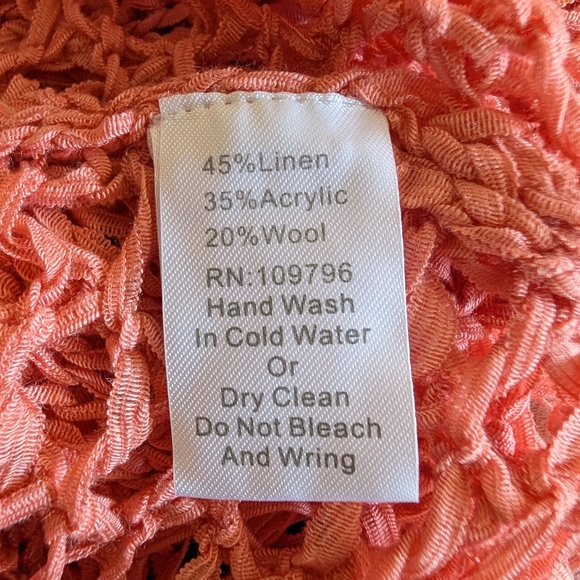 45%Linen
35%Acrylic
20%Wool
RN:109796
Hand Wash
In Cold Water
Or
Dry Clean
Do Not Bleach
And Wring